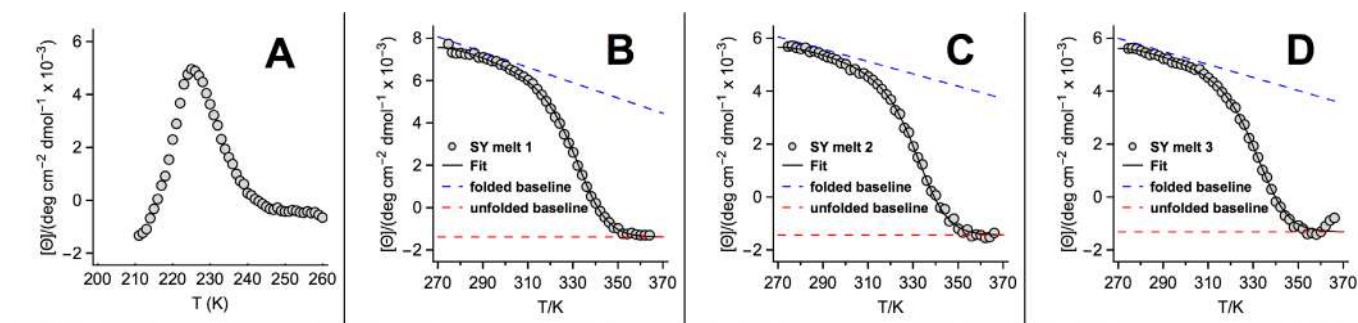 [Θ]/(deg cm−2 dmol−1 x 10−3)
6
4
2
0
−2
200 210 220 230 240 250 260
T (K)
A
[Θ]/(deg cm−2 dmol−1 x 10−3)
8
6
4
2
0
−2
B
SY melt 1
Fit
folded baseline
unfolded baseline
270 290 310 330 350 370
T/K
[Θ]/(deg cm−2 dmol−1 x 10−3)
6
4
2
0
−2
C
SY melt 2
Fit
folded baseline
unfolded baseline
270 290 310 330 350 370
T/K
[Θ]/(deg cm−2 dmol−1 x 10−3)
6
4
2
0
−2
D
SY melt 3
Fit
folded baseline
unfolded baseline
270 290 310 330 350 370
T/K